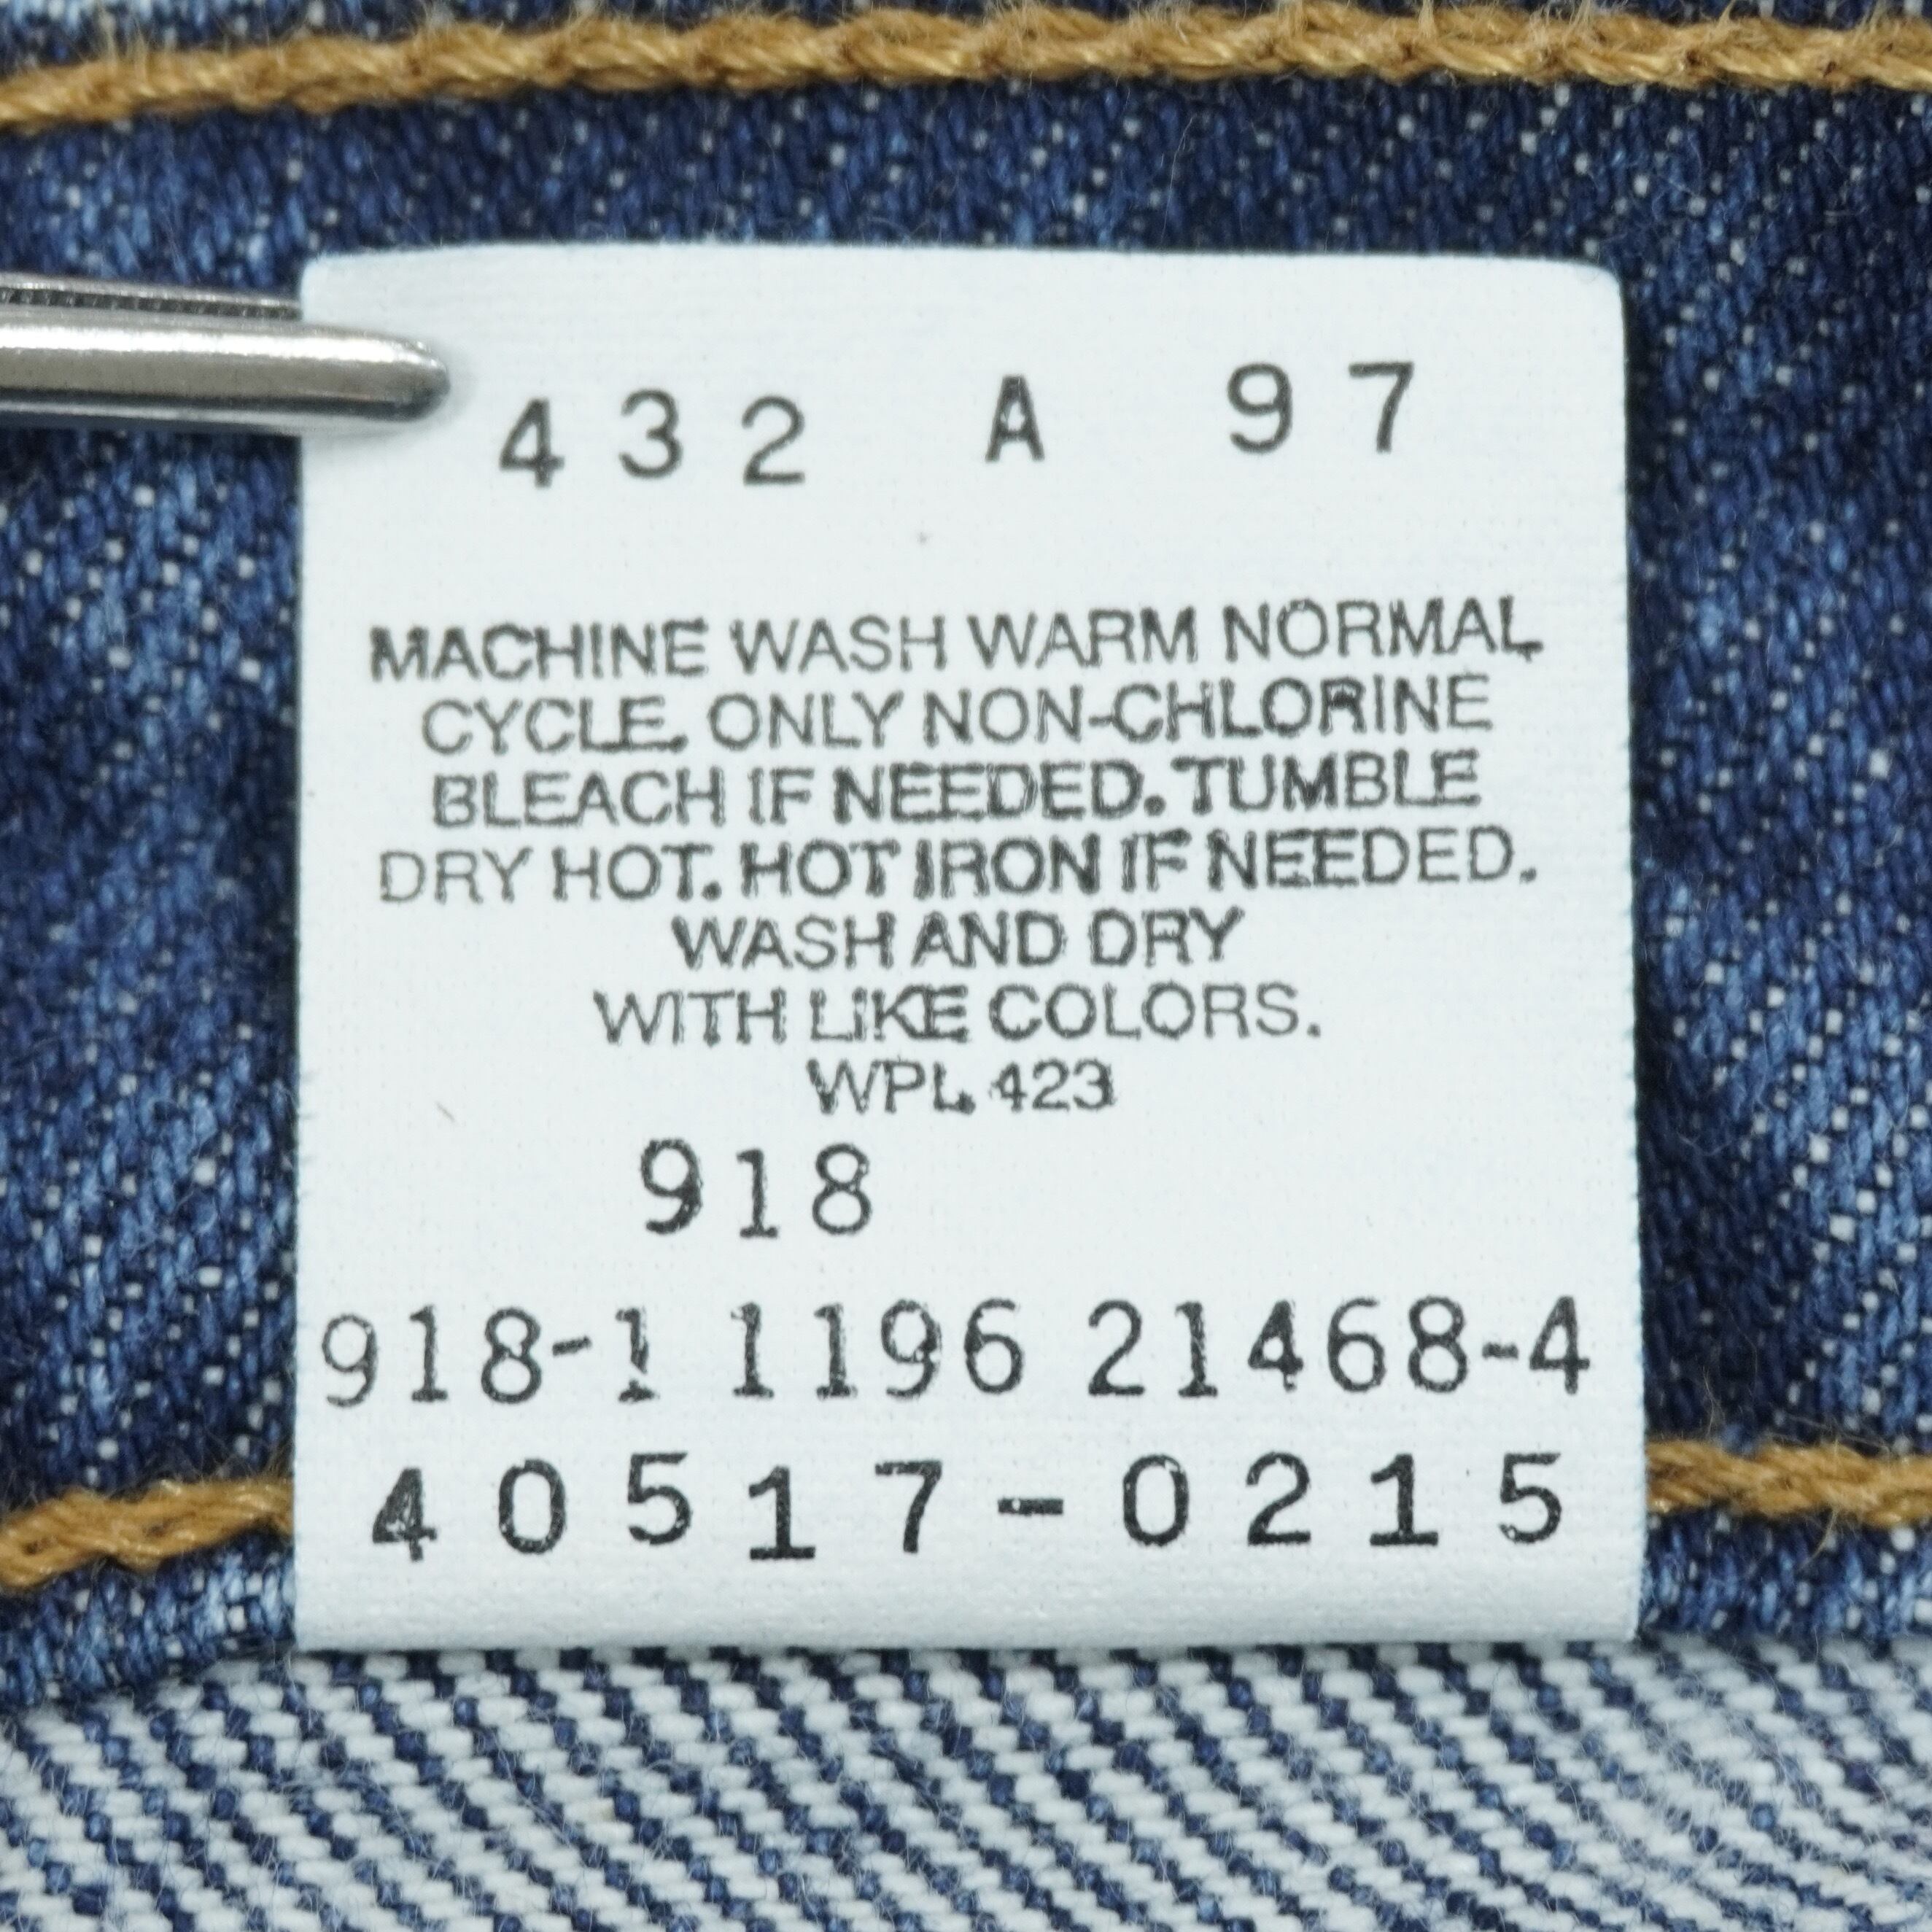 432 A 97
MACHINE WASH WARM NORMAL
CYCLE. ONLY NON-CHLORINE
BLEACH IF NEEDED. TUMBLE
DRY HOT. HOT IRON IF NEEDED.
WASH AND DRY
WITH LIKE COLORS.
WPL 423
918
918-1 1196 21468-4
40517-0215